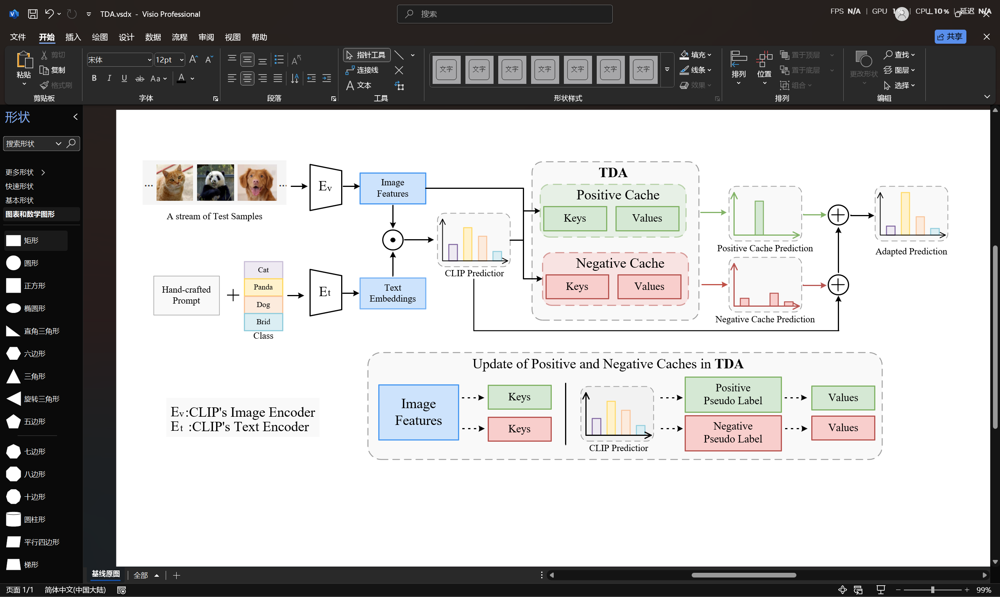 TDA.vsdx - Visio Professional
搜索
FPS N/A | GPU 1% | CPU 10% | 延迟 N/A
文件 开始 插入 绘图 设计 数据 流程 审阅 视图 帮助
共享
粘贴
剪切
复制
格式刷
剪贴板
宋体 12pt
B I U ab Aa A
字体
段落
指针工具
连接线
A 文本
工具
文字 文字 文字 文字 文字 文字 文字
形状样式
填充
线条
效果
排列
位置
置于顶层
置于底层
组合
排列
更改形状
查找
图层
选择
编辑
形状
搜索形状
更多形状
快速形状
基本形状
图表和数学图形
矩形
圆形
正方形
椭圆形
直角三角形
六边形
三角形
旋转三角形
五边形
七边形
八边形
十边形
圆柱形
平行四边形
梯形
... ...
A stream of Test Samples
Ev
Image
Features
Hand-crafted
Prompt
+
Cat
Panda
Dog
Brid
Class
Et
Text
Embeddings
CLIP Predictior
TDA
Positive Cache
Keys Values
Negative Cache
Keys Values
Positive Cache Prediction
Negative Cache Prediction
Adapted Prediction
Update of Positive and Negative Caches in TDA
Image
Features
Keys
Keys
CLIP Predictior
Positive
Pseudo Label
Negative
Pseudo Label
Values
Values
Ev:CLIP's Image Encoder
Et :CLIP's Text Encoder
基线原图 全部
页面 1/1 简体中文(中国大陆)
99%